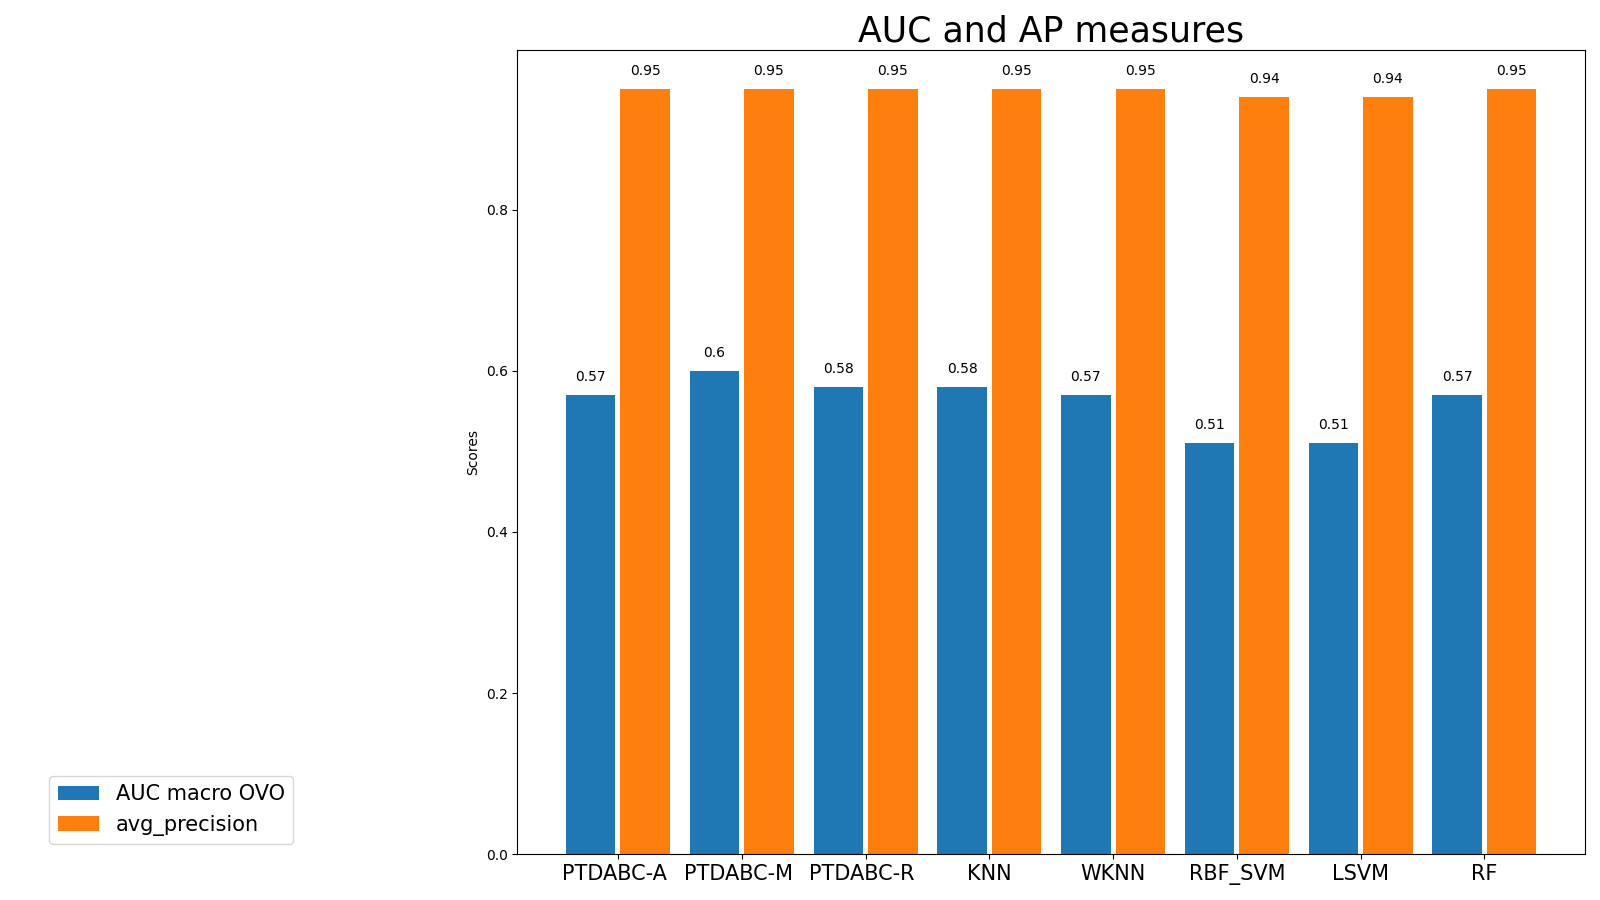 AUC and AP measures
0.95 0.95 0.95 0.95 0.95 0.94 0.94 0.95
0.8
0.57 0.6 0.58 0.58 0.57 0.51 0.51 0.57
0.6
Scores
0.4
0.2
0.0
PTDABC-A PTDABC-M PTDABC-R KNN WKNN RBF_SVM LSVM RF
AUC macro OVO
avg_precision